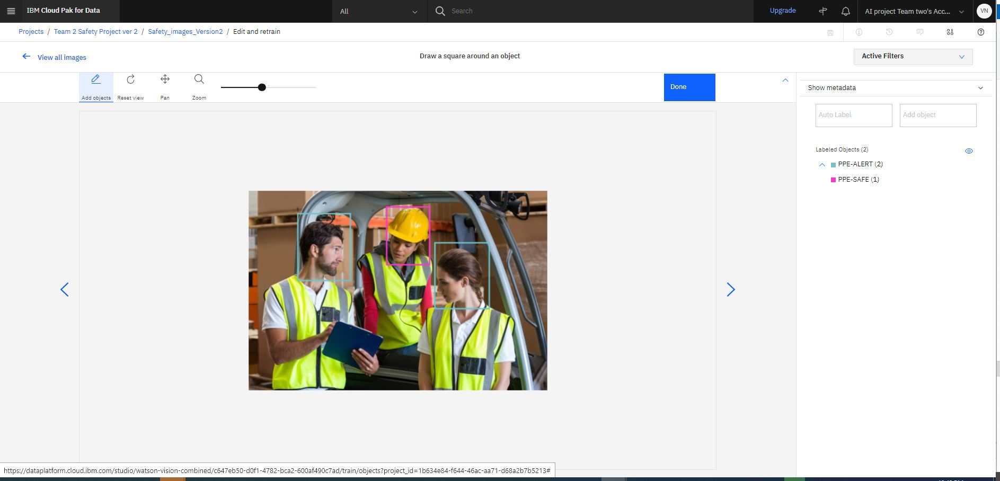 IBM Cloud Pak for Data
All
Search
Upgrade
AI project Team two's Acc...
VN
Projects / Team 2 Safety Project ver 2 / Safety_images_Version2 / Edit and retrain
View all images
Draw a square around an object
Active Filters
Add objects
Reset view
Pan
Zoom
Done
Show metadata
Auto Label
Add object
Labeled Objects (2)
PPE-ALERT (2)
PPE-SAFE (1)
https://dataplatform.cloud.ibm.com/studio/watson-vision-combined/c647eb50-d0f1-4782-bca2-600af490c7ad/train/objects?project_id=1b634e84-f644-46ac-aa71-d68a2b7b5213#